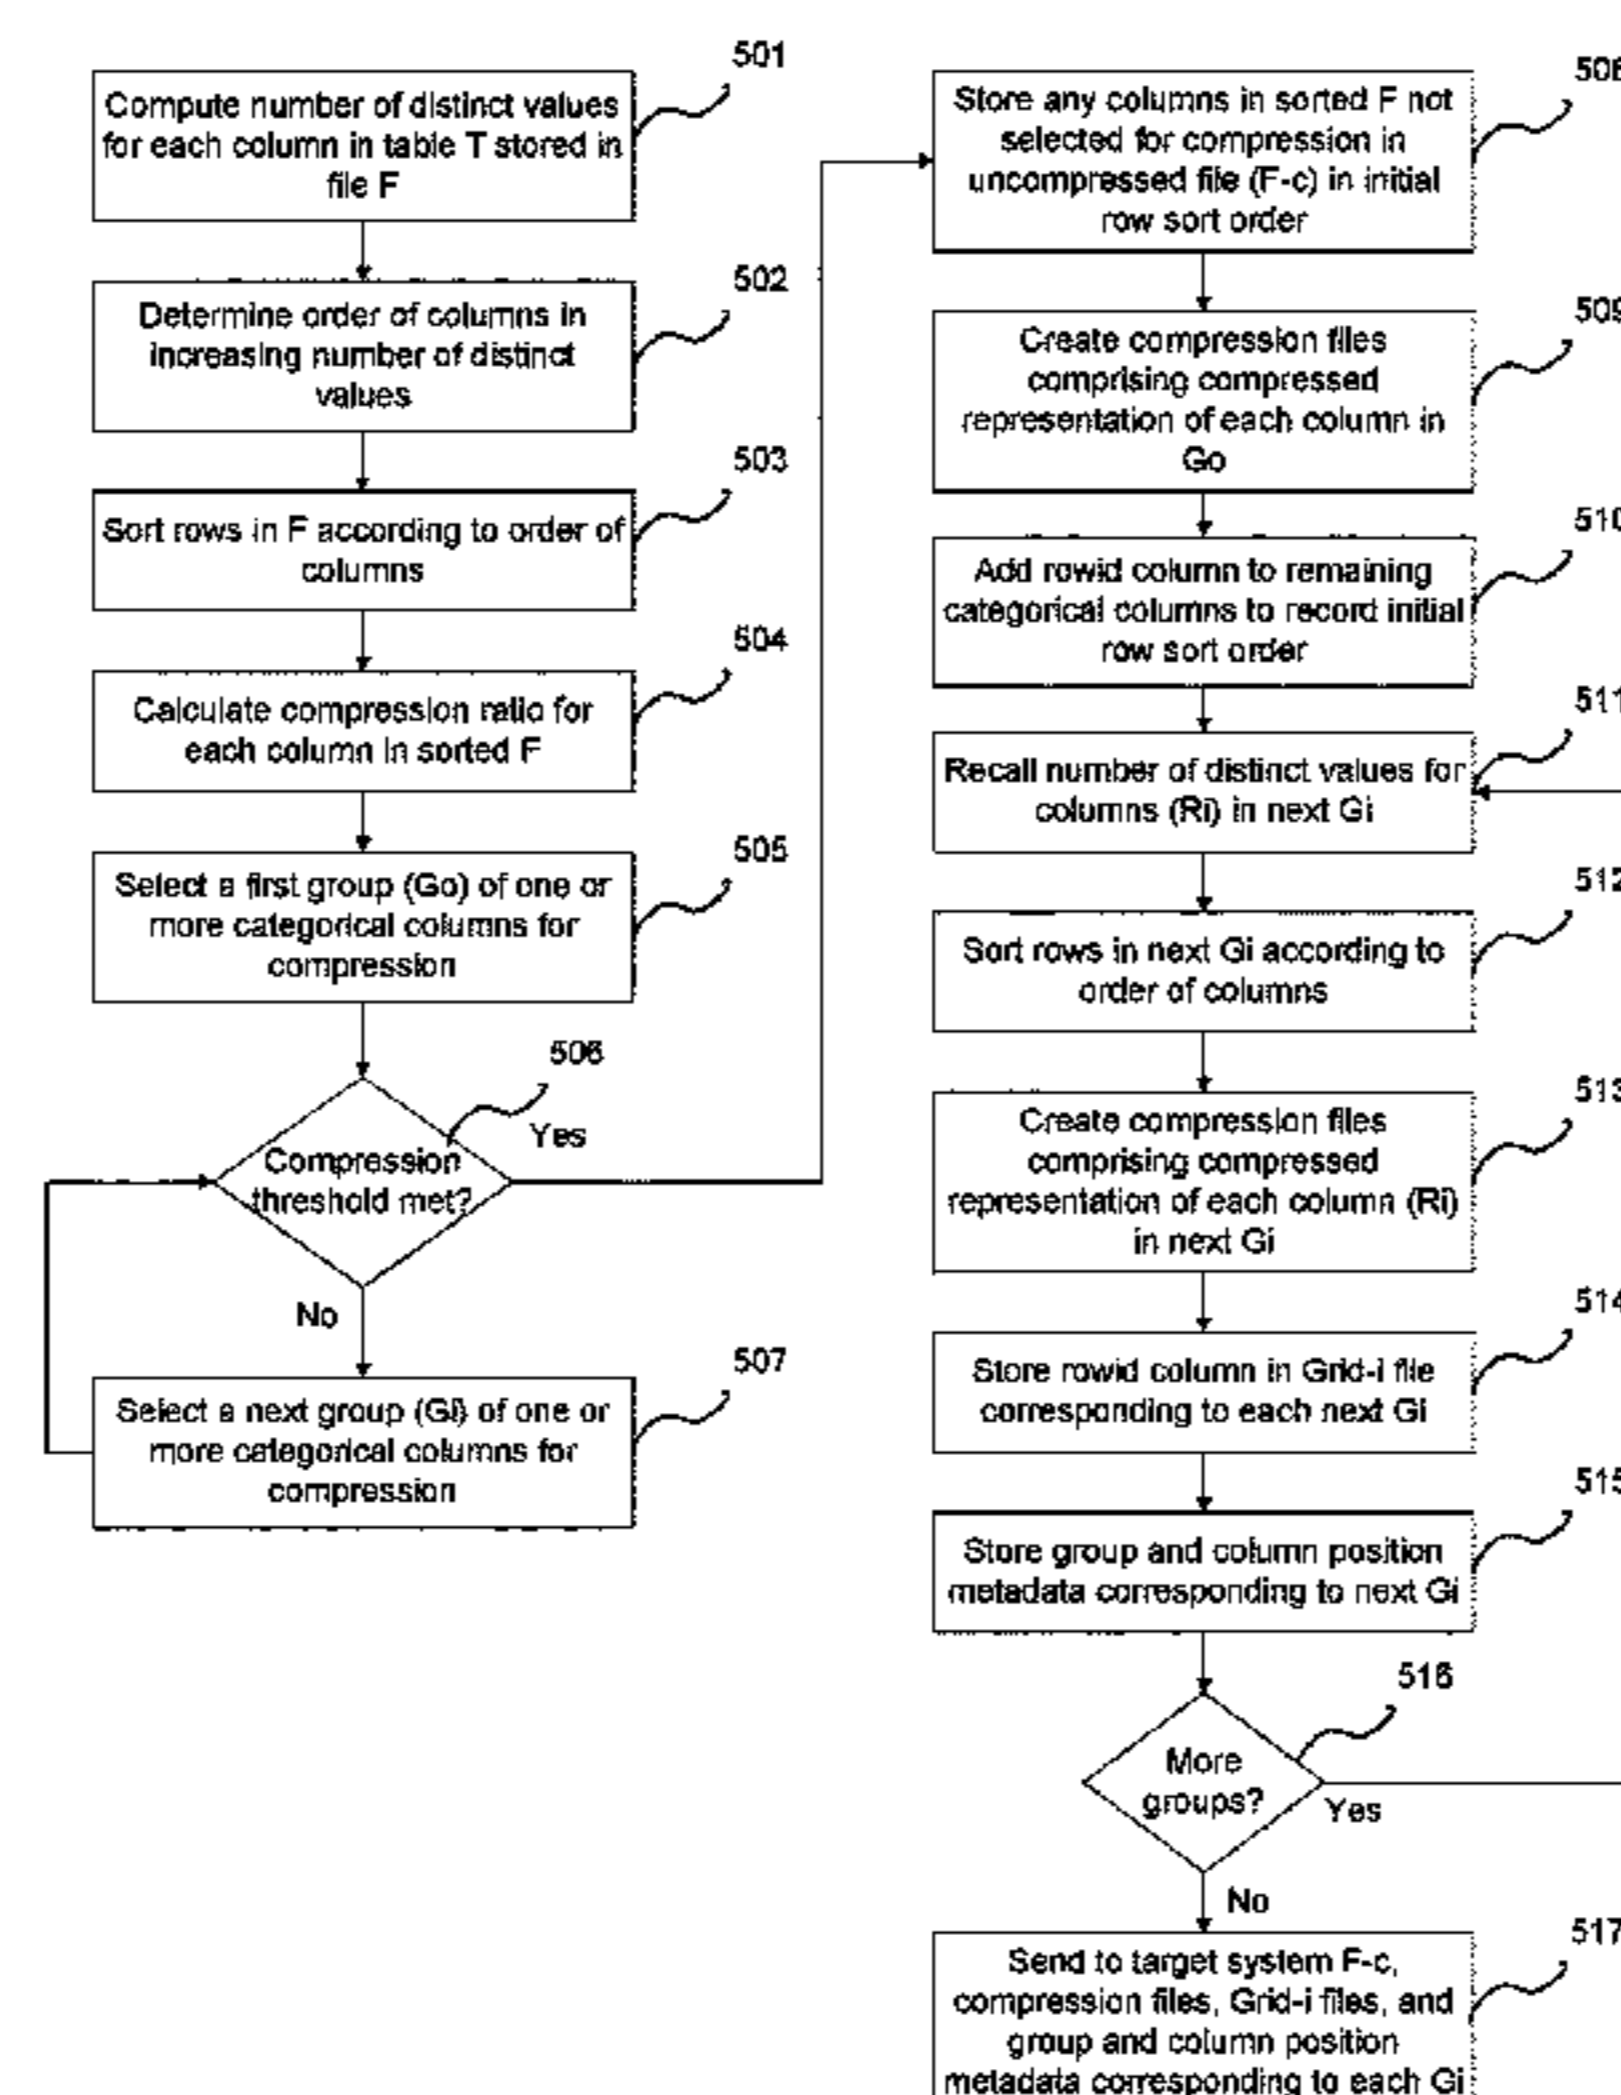 501
Compute number of distinct values
for each column in table T stored in
file F
502
Determine order of columns in
increasing number of distinct
values
503
Sort rows in F according to order of
columns
504
Calculate compression ratio for
each column in sorted F
505
Select a first group (Go) of one or
more categorical columns for
compression
506
Compression
threshold met?
Yes
No
507
Select a next group (Gi) of one or
more categorical columns for
compression
508
Store any columns in sorted F not
selected for compression in
uncompressed file (F-c) in initial
row sort order
509
Create compression files
comprising compressed
representation of each column in
Go
510
Add rowid column to remaining
categorical columns to record initial
row sort order
511
Recall number of distinct values for
columns (Ri) in next Gi
512
Sort rows in next Gi according to
order of columns
513
Create compression files
comprising compressed
representation of each column (Ri)
in next Gi
514
Store rowid column in Grid-i file
corresponding to each next Gi
515
Store group and column position
metadata corresponding to next Gi
516
More
groups?
Yes
No
517
Send to target system F-c,
compression files, Grid-i files, and
group and column position
metadata corresponding to each Gi